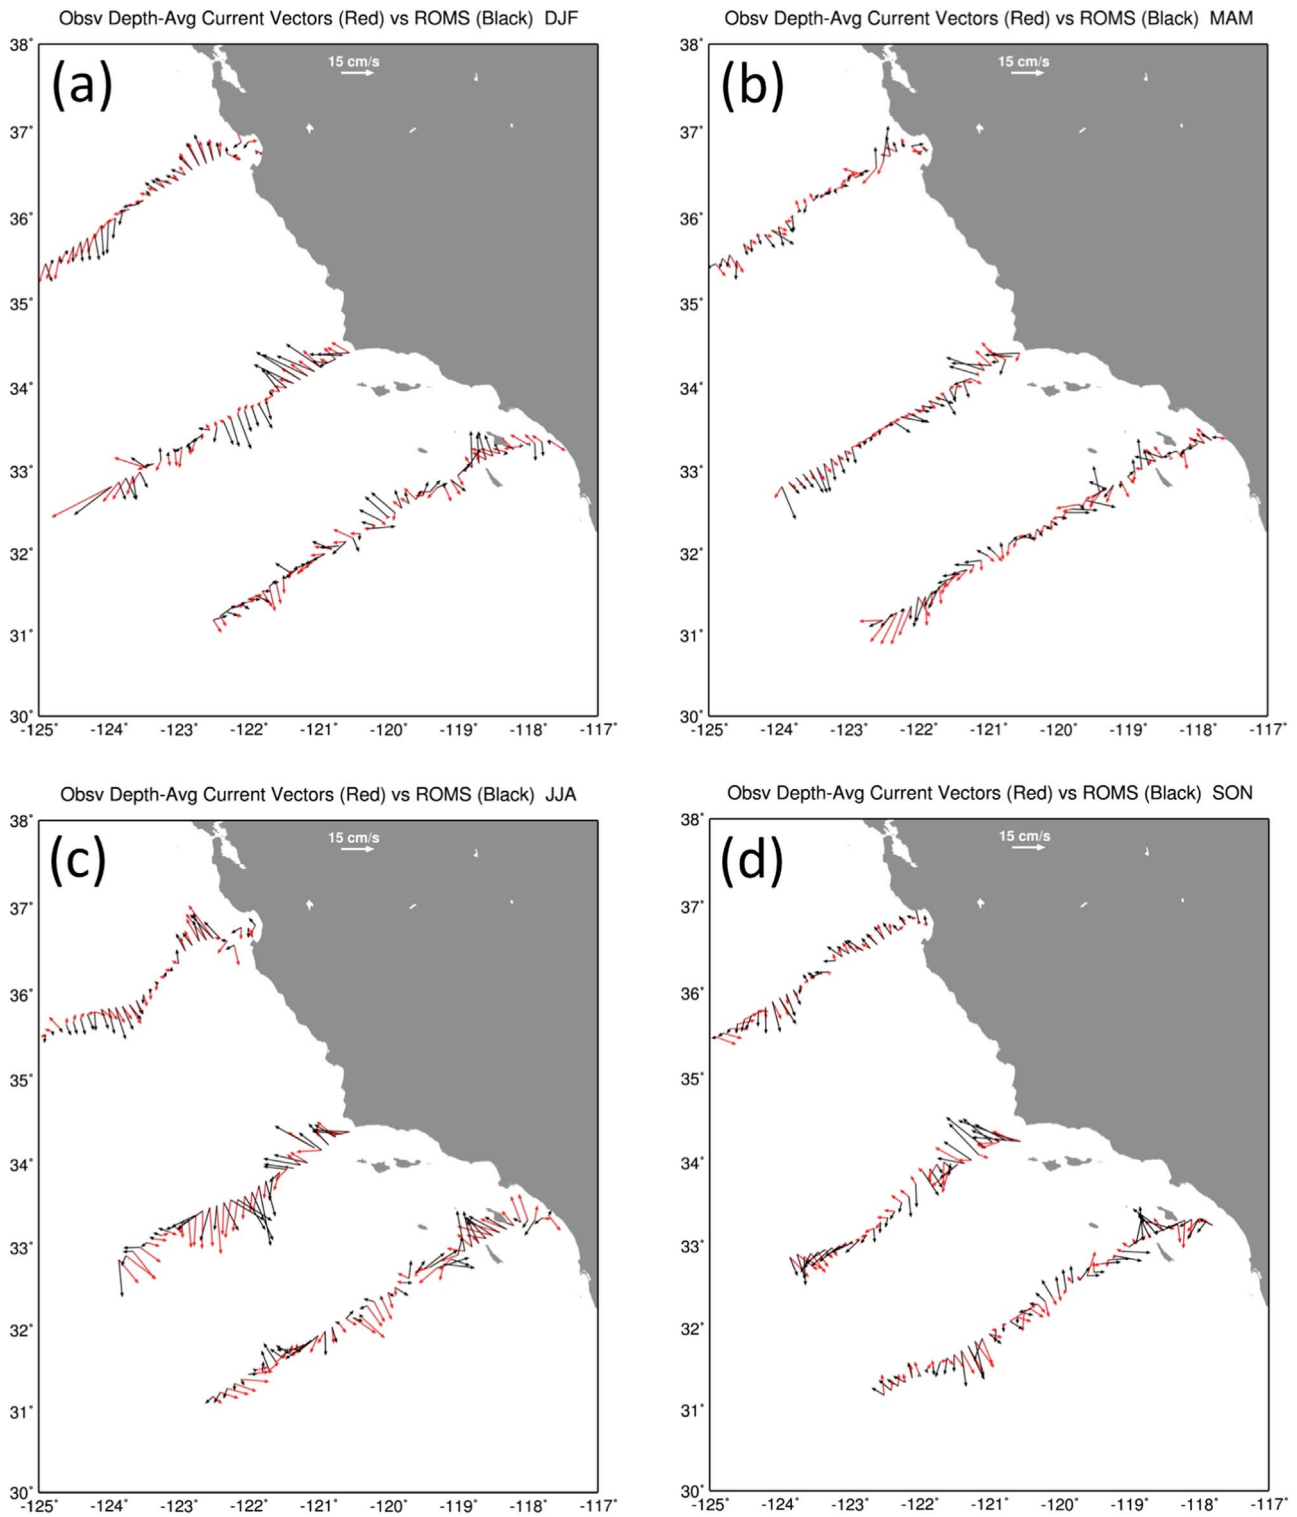 Obsv Depth-Avg Current Vectors (Red) vs ROMS (Black) DJF
(a)
15 cm/s
38˚
37˚
36˚
35˚
34˚
33˚
32˚
31˚
30˚
-125˚ -124˚ -123˚ -122˚ -121˚ -120˚ -119˚ -118˚ -117˚
Obsv Depth-Avg Current Vectors (Red) vs ROMS (Black) MAM
(b)
15 cm/s
38˚
37˚
36˚
35˚
34˚
33˚
32˚
31˚
30˚
-125˚ -124˚ -123˚ -122˚ -121˚ -120˚ -119˚ -118˚ -117˚
Obsv Depth-Avg Current Vectors (Red) vs ROMS (Black) JJA
(c)
15 cm/s
38˚
37˚
36˚
35˚
34˚
33˚
32˚
31˚
30˚
-125˚ -124˚ -123˚ -122˚ -121˚ -120˚ -119˚ -118˚ -117˚
Obsv Depth-Avg Current Vectors (Red) vs ROMS (Black) SON
(d)
15 cm/s
38˚
37˚
36˚
35˚
34˚
33˚
32˚
31˚
30˚
-125˚ -124˚ -123˚ -122˚ -121˚ -120˚ -119˚ -118˚ -117˚